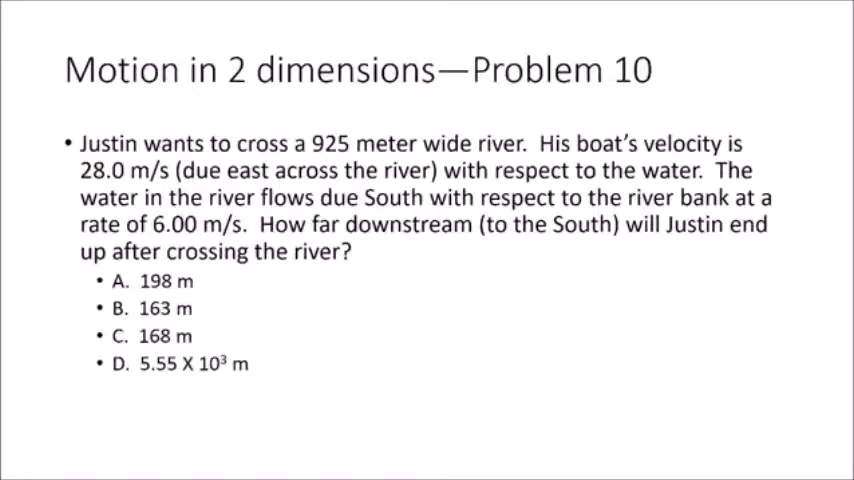 Motion in 2 dimensions—Problem 10
• Justin wants to cross a 925 meter wide river. His boat's velocity is
28.0 m/s (due east across the river) with respect to the water. The
water in the river flows due South with respect to the river bank at a
rate of 6.00 m/s. How far downstream (to the South) will Justin end
up after crossing the river?
• A. 198 m
• B. 163 m
• C. 168 m
• D. 5.55 X 10³ m